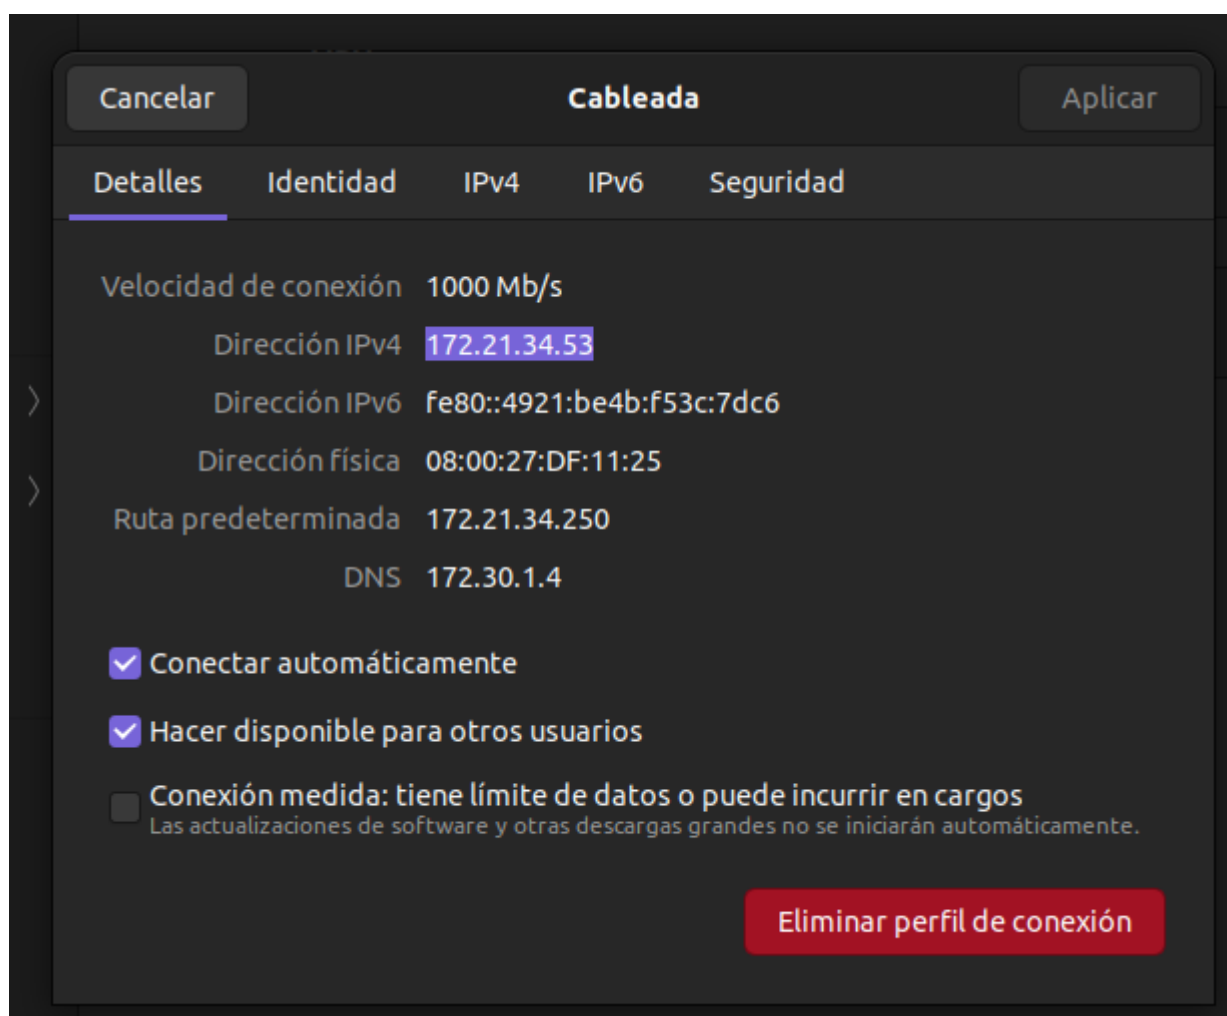 Cancelar
Cableada
Aplicar
Detalles
Identidad
IPv4
IPv6
Seguridad
Velocidad de conexión 1000 Mb/s
Dirección IPv4 172.21.34.53
Dirección IPv6 fe80::4921:be4b:f53c:7dc6
Dirección física 08:00:27:DF:11:25
Ruta predeterminada 172.21.34.250
DNS 172.30.1.4
Conectar automáticamente
Hacer disponible para otros usuarios
Conexión medida: tiene límite de datos o puede incurrir en cargos
Las actualizaciones de software y otras descargas grandes no se iniciarán automáticamente.
Eliminar perfil de conexión